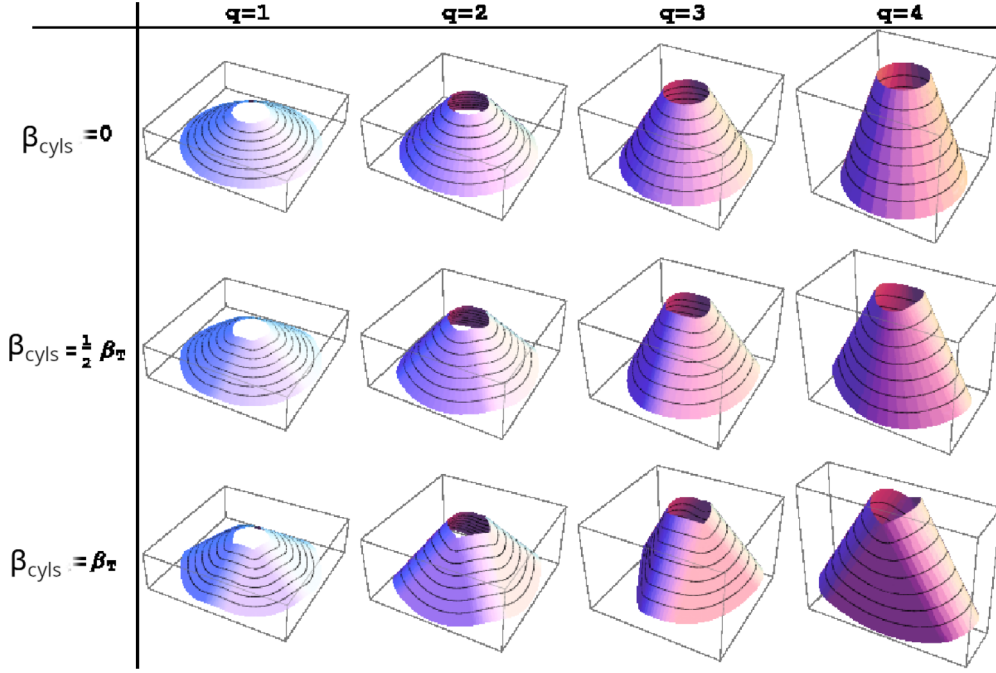 q=1 q=2 q=3 q=4
βcyls =0
βcyls = 1/2 βT
βcyls = βT